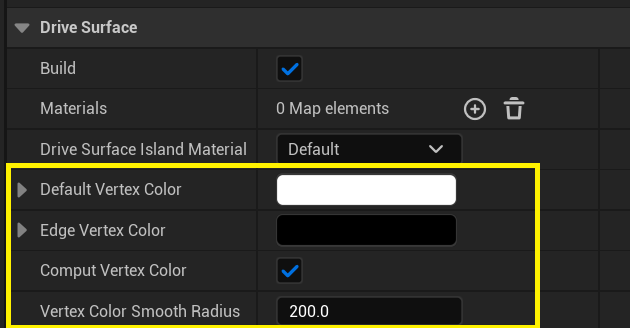 Drive Surface
Build
Materials 0 Map elements
Drive Surface Island Material Default
Default Vertex Color
Edge Vertex Color
Comput Vertex Color
Vertex Color Smooth Radius 200.0